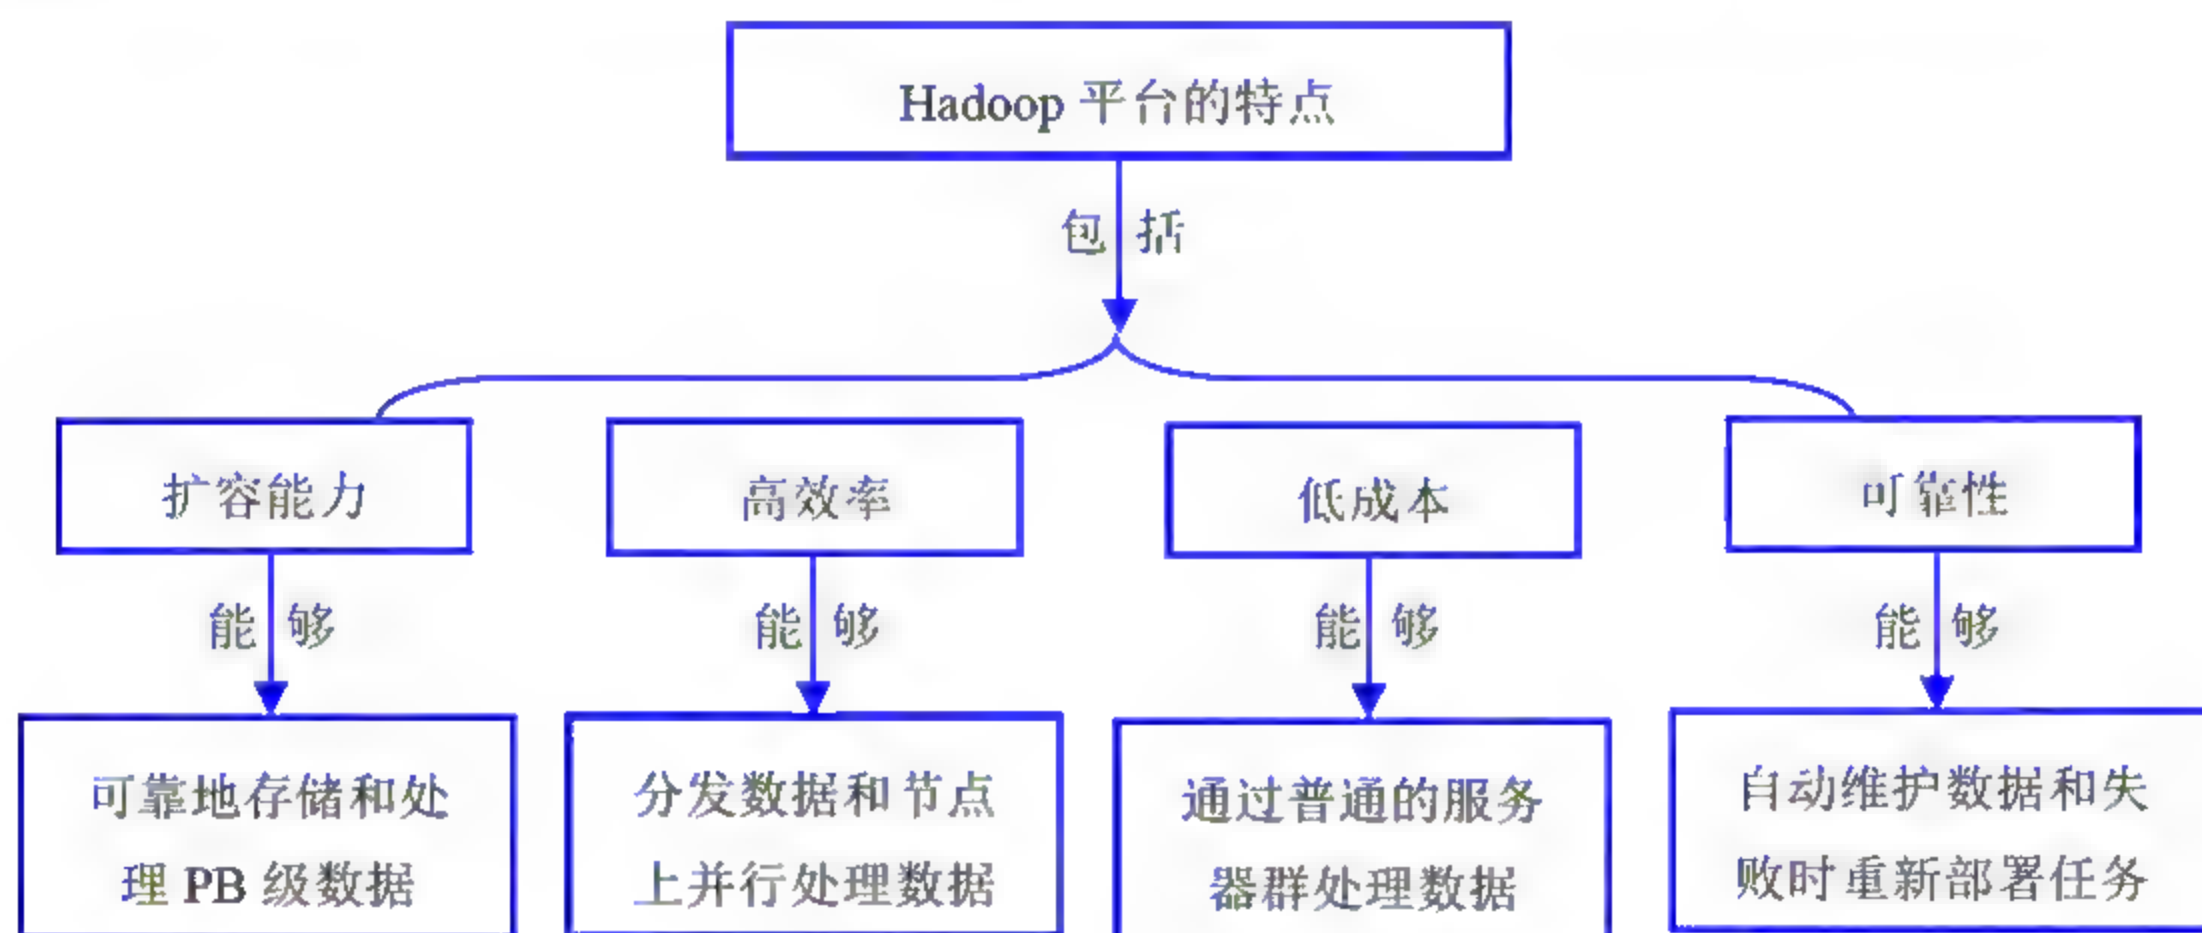 Hadoop 平台的特点
包括
扩容能力
高效率
低成本
可靠性
能够
能够
能够
能够
可靠地存储和处
理 PB 级数据
分发数据和节点
上并行处理数据
通过普通的服务
器群处理数据
自动维护数据和失
败时重新部署任务